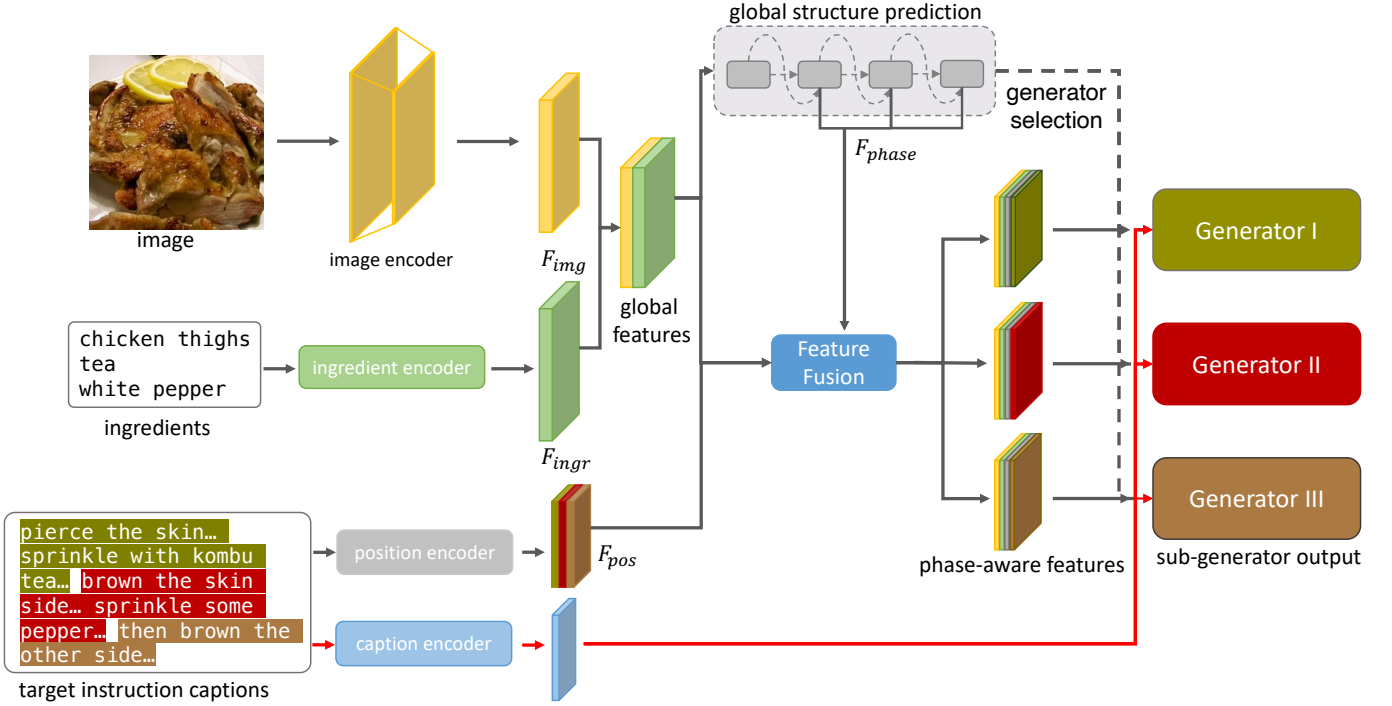 global structure prediction
generator
selection
F_phase
image
image encoder
F_img
global
features
chicken thighs
tea
white pepper
ingredients
ingredient encoder
F_ingr
Feature
Fusion
Generator I
Generator II
Generator III
phase-aware features
sub-generator output
pierce the skin…
sprinkle with kombu
tea… brown the skin
side… sprinkle some
pepper… then brown the
other side…
target instruction captions
position encoder
F_pos
caption encoder